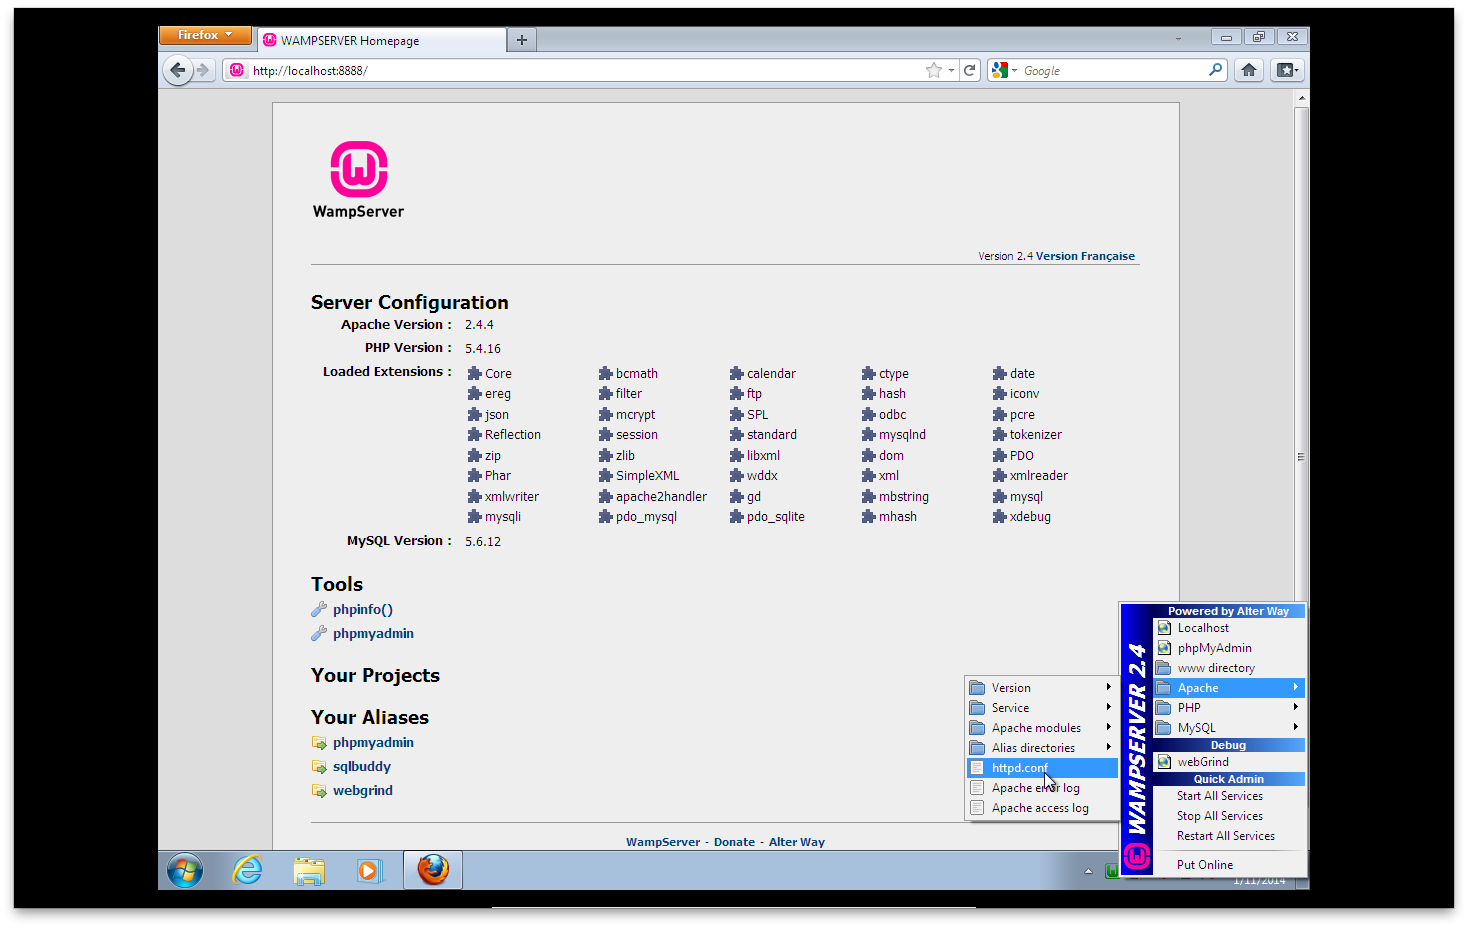 Firefox
WAMPSERVER Homepage
http://localhost:8888/
Google
WampServer
Version 2.4 Version Française
Server Configuration
Apache Version : 2.4.4
PHP Version : 5.4.16
Loaded Extensions : Core bcmath calendar ctype date
ereg filter ftp hash iconv
json mcrypt SPL odbc pcre
Reflection session standard mysqlnd tokenizer
zip zlib libxml dom PDO
Phar SimpleXML wddx xml xmlreader
xmlwriter apache2handler gd mbstring mysql
mysqli pdo_mysql pdo_sqlite mhash xdebug
MySQL Version : 5.6.12
Tools
phpinfo()
phpmyadmin
Your Projects
Your Aliases
phpmyadmin
sqlbuddy
webgrind
WampServer - Donate - Alter Way
Version
Service
Apache modules
Alias directories
httpd.conf
Apache error log
Apache access log
WAMPSERVER 2.4
Powered by Alter Way
Localhost
phpMyAdmin
www directory
Apache
PHP
MySQL
Debug
webGrind
Quick Admin
Start All Services
Stop All Services
Restart All Services
Put Online
1/11/2014